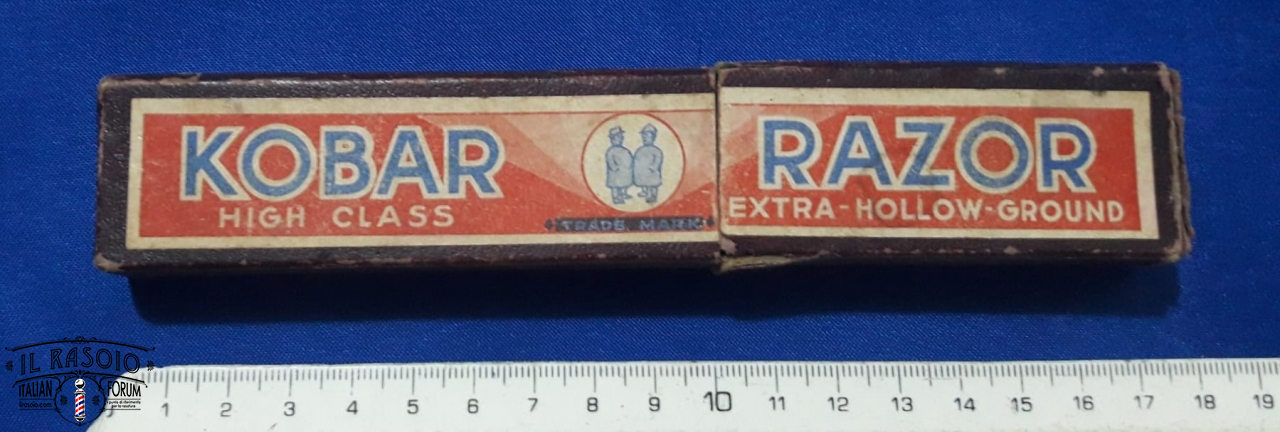 KOBAR RAZOR
HIGH CLASS
TRADE MARK
EXTRA-HOLLOW-GROUND
IL RASOIO
ITALIAN FORUM
1 2 3 4 5 6 7 8 9 10 11 12 13 14 15 16 17 18 19